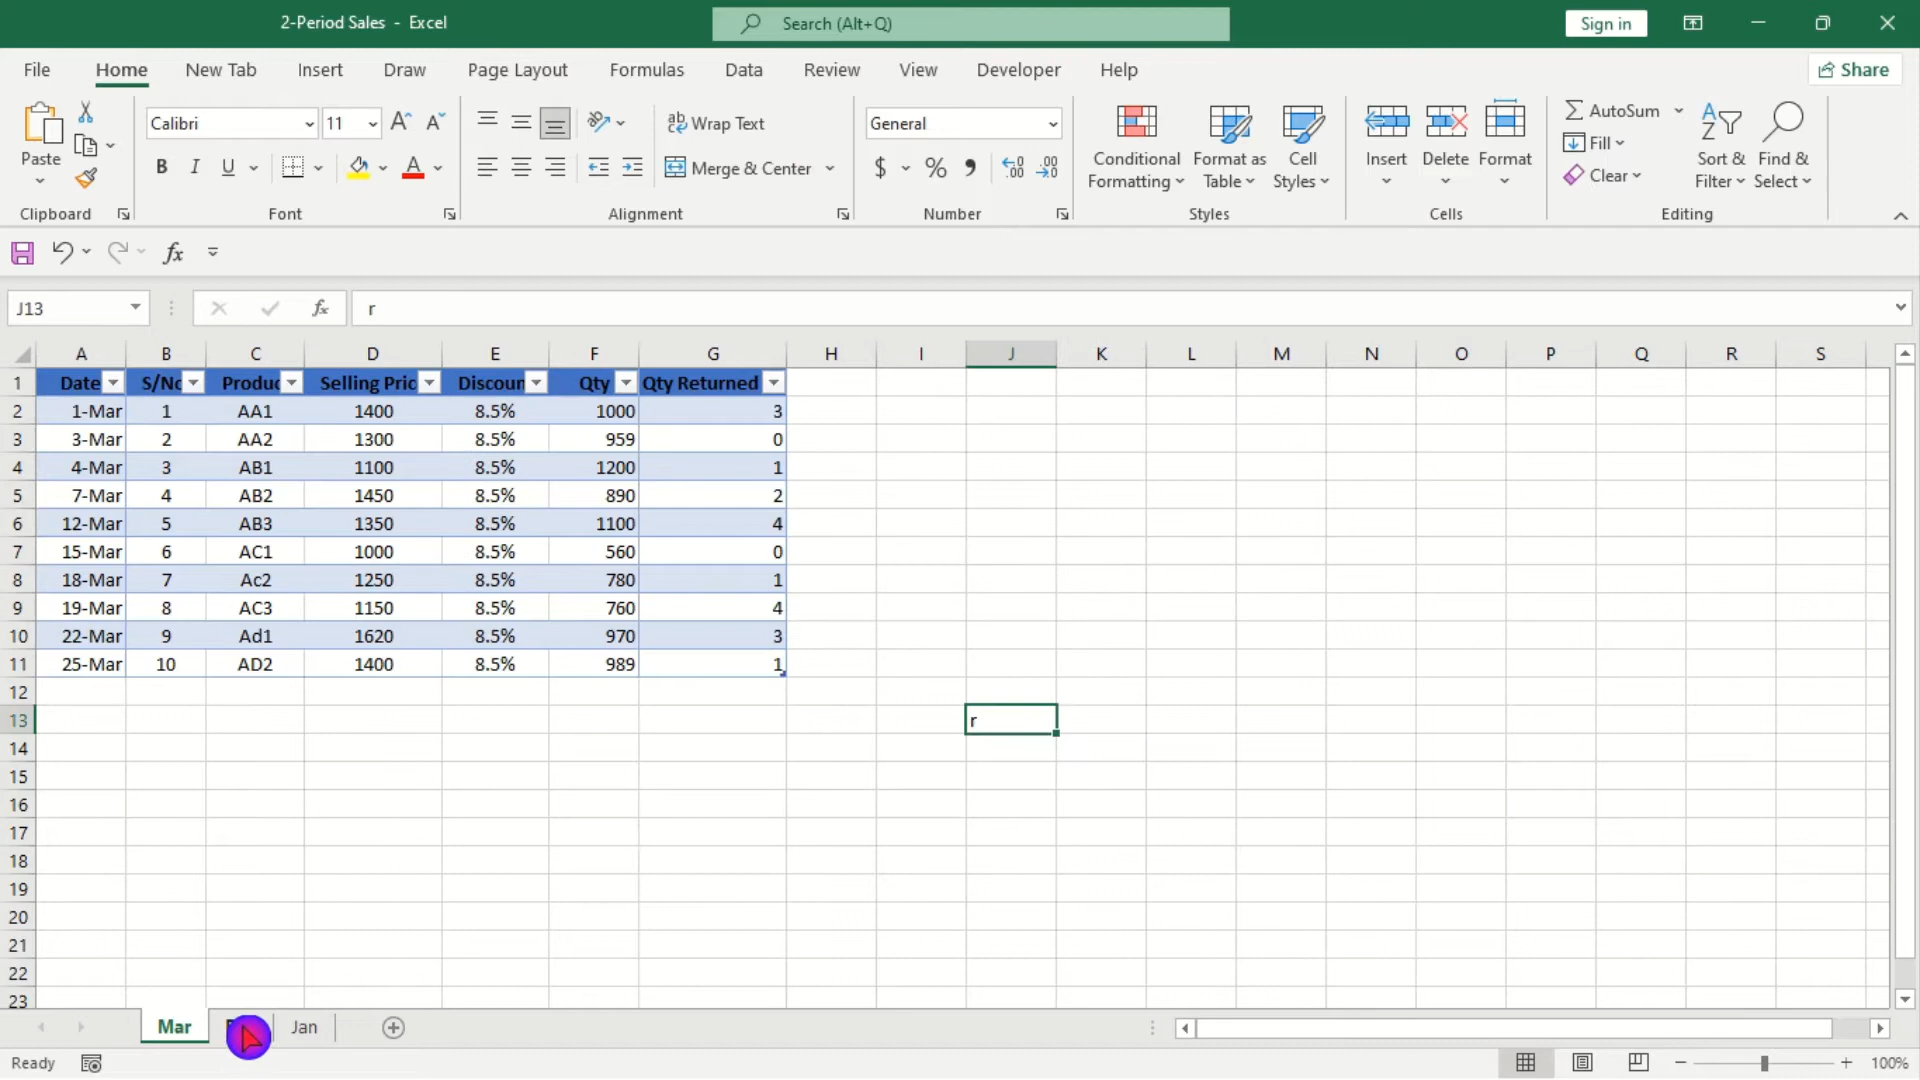 2-Period Sales - Excel
Search (Alt+Q)
Sign in
File Home New Tab Insert Draw Page Layout Formulas Data Review View Developer Help
Share
Paste
Calibri 11
B I U
A
ab Wrap Text
Merge & Center
General
$ %
Conditional Formatting
Format as Table
Cell Styles
Insert
Delete
Format
AutoSum
Fill
Clear
Sort & Filter
Find & Select
Clipboard Font Alignment Number Styles Cells Editing
fx
J13 fx r
A B C D E F G H I J K L M N O P Q R S
1 Date S/No Produc Selling Pric Discoun Qty Qty Returned
2 1-Mar 1 AA1 1400 8.5% 1000 3
3 3-Mar 2 AA2 1300 8.5% 959 0
4 4-Mar 3 AB1 1100 8.5% 1200 1
5 7-Mar 4 AB2 1450 8.5% 890 2
6 12-Mar 5 AB3 1350 8.5% 1100 4
7 15-Mar 6 AC1 1000 8.5% 560 0
8 18-Mar 7 Ac2 1250 8.5% 780 1
9 19-Mar 8 AC3 1150 8.5% 760 4
10 22-Mar 9 Ad1 1620 8.5% 970 3
11 25-Mar 10 AD2 1400 8.5% 989 1
12
13 r
14
15
16
17
18
19
20
21
22
23
Mar Jan
Ready
100%